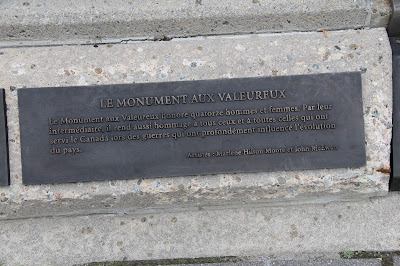 LE MONUMENT AUX VALEUREUX
Le Monument aux Valeureux honore quatorze hommes et femmes. Par leur
intermédiaire, il rend aussi hommage à tous ceux et à toutes celles qui ont
servi le Canada lors des guerres qui ont profondément influencé l'évolution
du pays.
Artistes : Marlene Hilton Moore et John McEwen